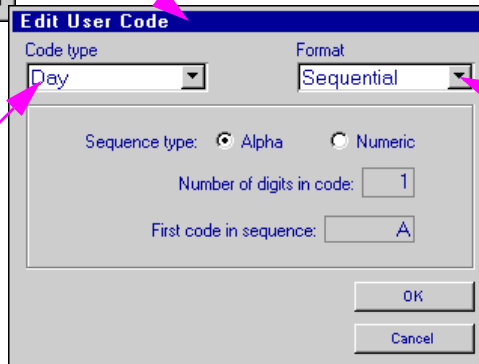 Edit User Code
Code type Format
Day Sequential
Sequence type: Alpha Numeric
Number of digits in code: 1
First code in sequence: A
OK
Cancel